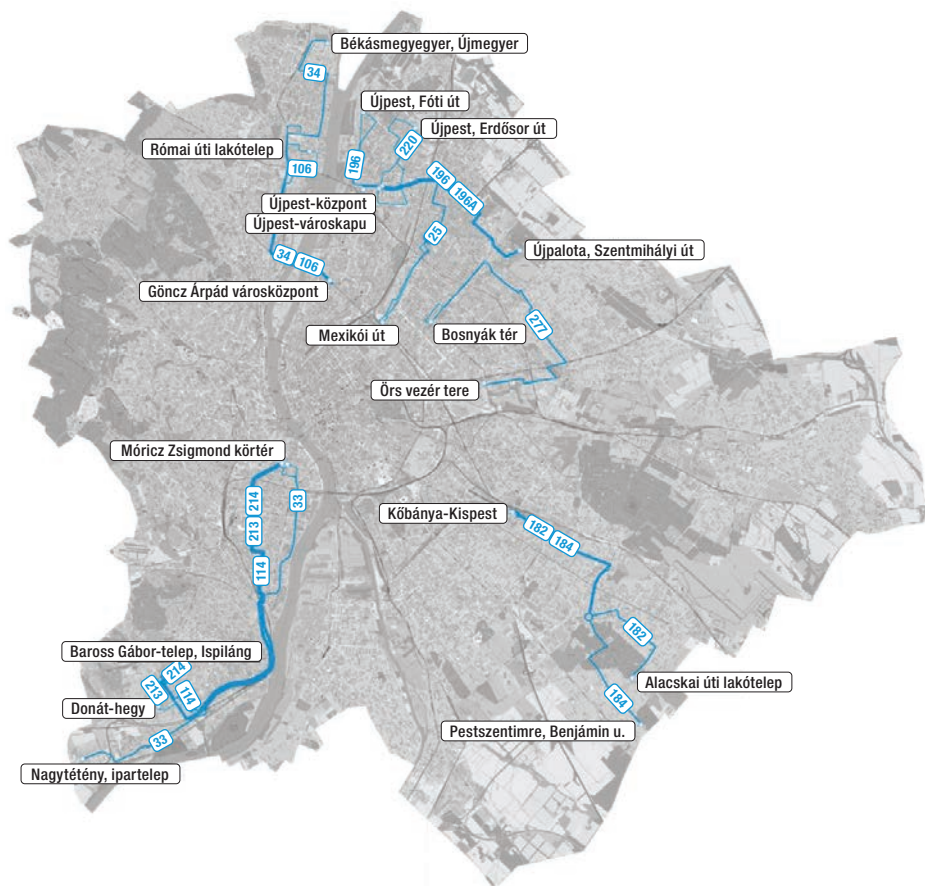 Békásmegyegyer, Újmegyer
34
Újpest, Fóti út
Újpest, Erdősor út
220
Római úti lakótelep
196
106
196
196A
Újpest-központ
Újpest-városkapu
25
Újpalota, Szentmihályi út
34
106
Göncz Árpád városközpont
277
Mexikói út
Bosnyák tér
Örs vezér tere
Móricz Zsigmond körtér
214
33
213
Kőbánya-Kispest
182
184
114
182
Baross Gábor-telep, Ispiláng
214
213
114
Alacskai úti lakótelep
Donát-hegy
184
Pestszentimre, Benjámin u.
33
Nagytétény, ipartelep